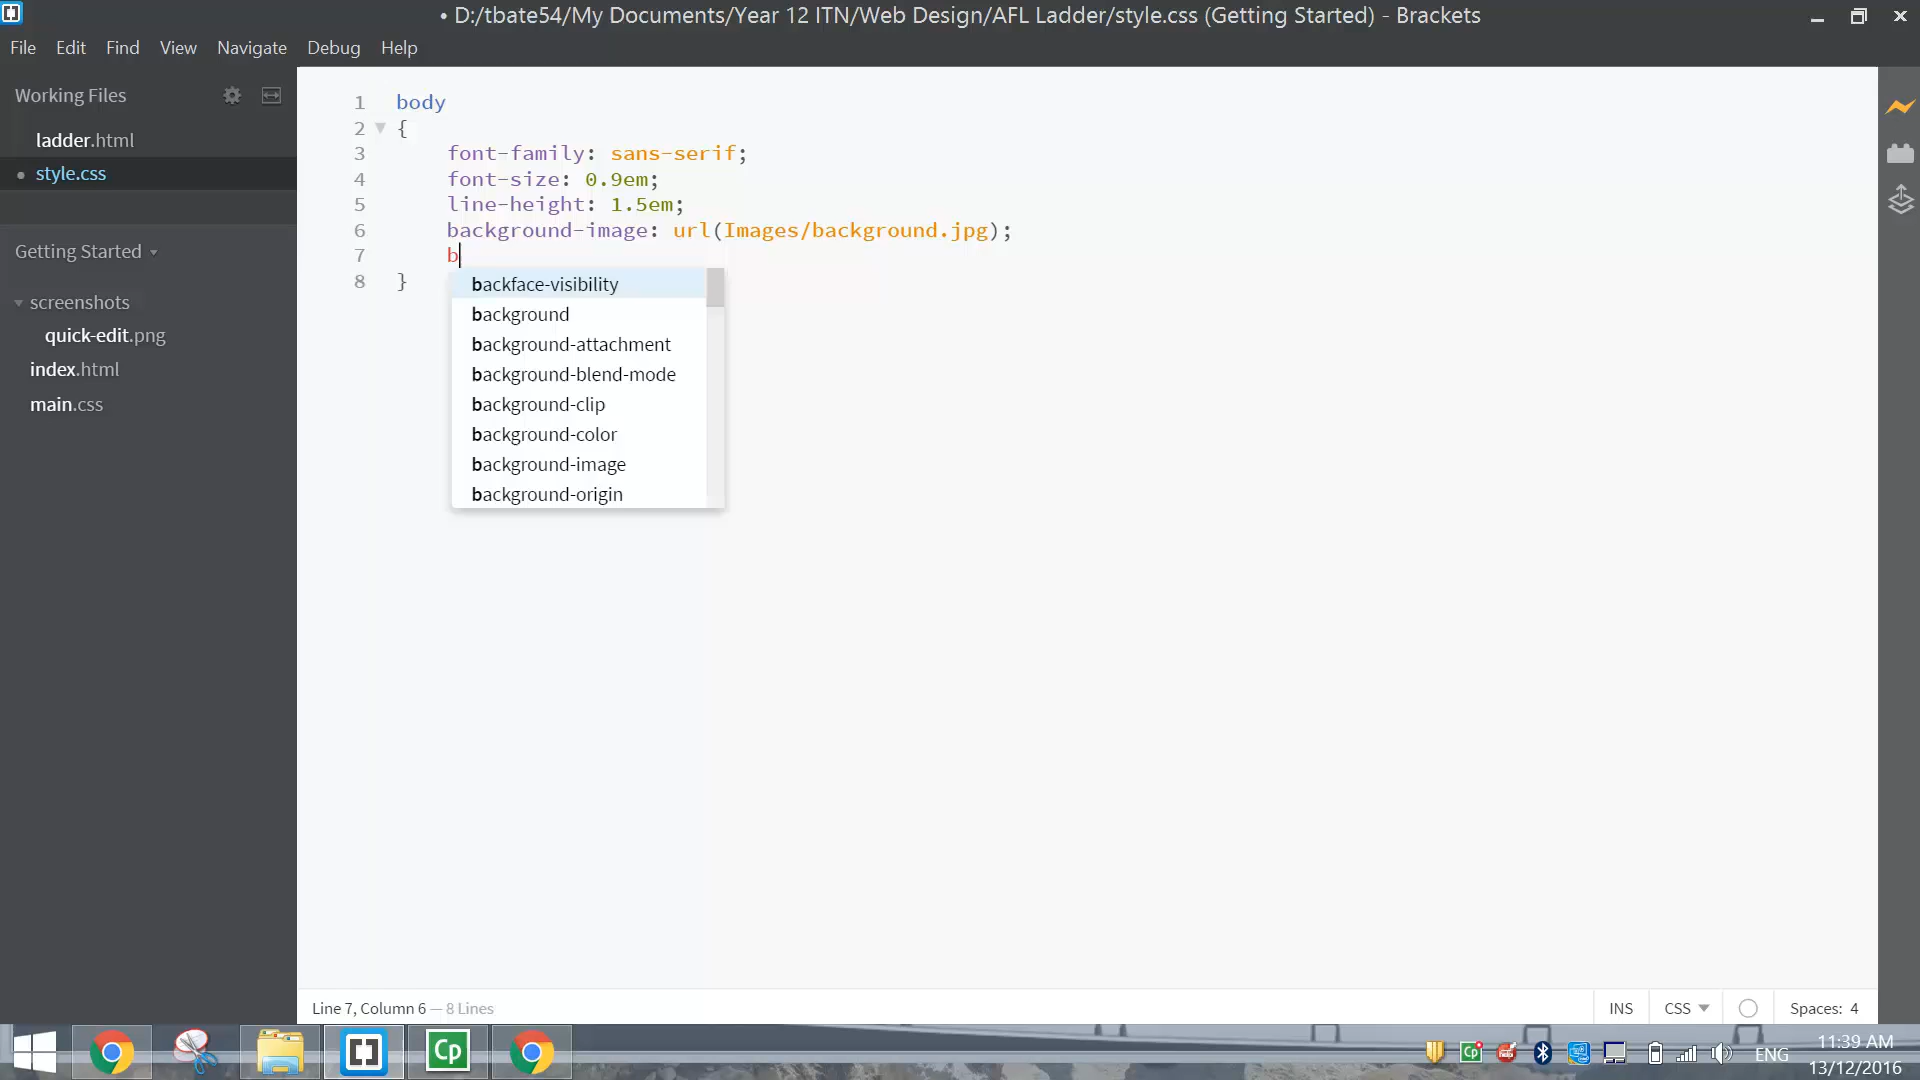 • D:/tbate54/My Documents/Year 12 ITN/Web Design/AFL Ladder/style.css (Getting Started) - Brackets
File Edit Find View Navigate Debug Help
Working Files
ladder.html
• style.css
Getting Started
screenshots
quick-edit.png
index.html
main.css
1 body
2 {
3 font-family: sans-serif;
4 font-size: 0.9em;
5 line-height: 1.5em;
6 background-image: url(Images/background.jpg);
7 b
8 }
backface-visibility
background
background-attachment
background-blend-mode
background-clip
background-color
background-image
background-origin
Line 7, Column 6 — 8 Lines
INS CSS Spaces: 4
Cp
Cp
ENG
11:39 AM
13/12/2016